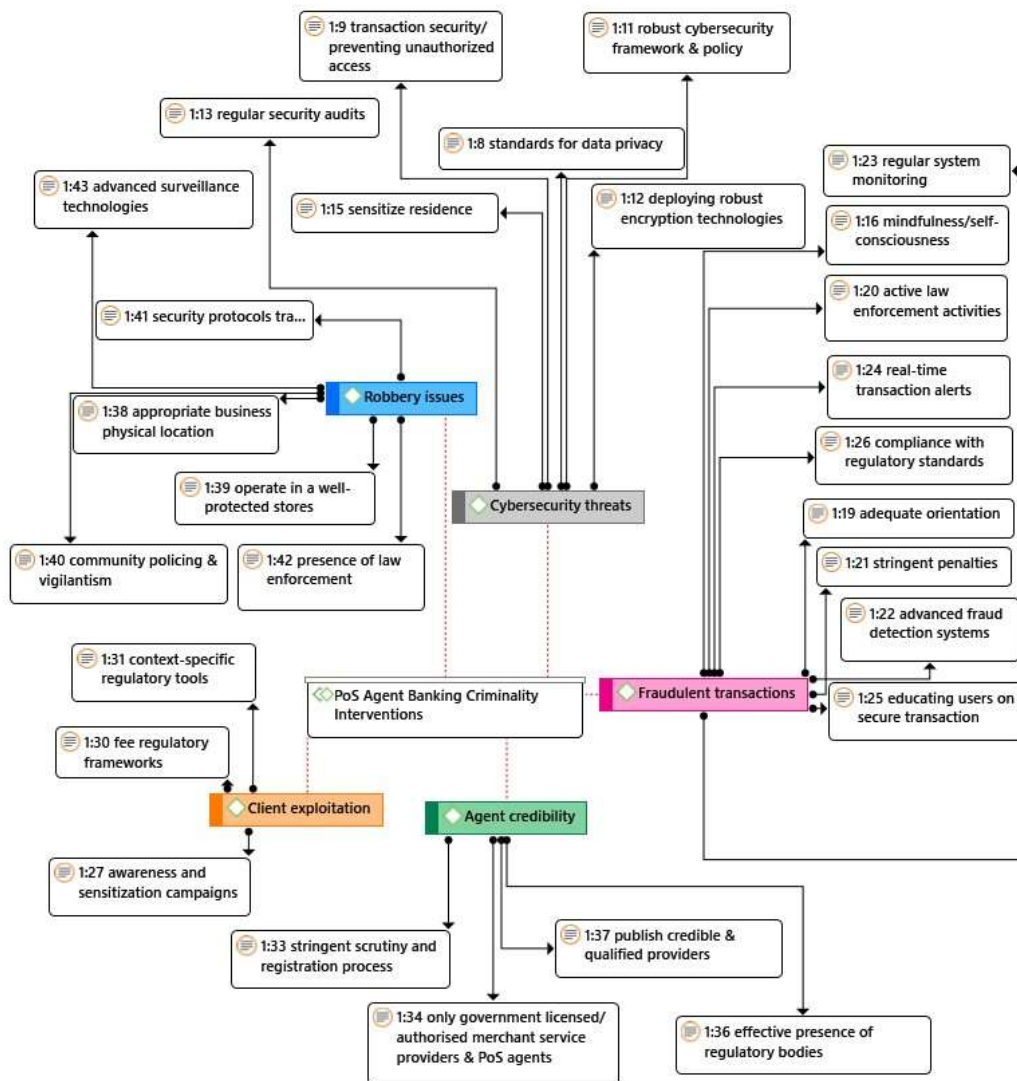 1:9 transaction security/
preventing unauthorized
access
1:11 robust cybersecurity
framework & policy
1:13 regular security audits
1:8 standards for data privacy
1:23 regular system
monitoring
1:43 advanced surveillance
technologies
1:15 sensitize residence
1:12 deploying robust
encryption technologies
1:16 mindfulness/self-
consciousness
1:20 active law
enforcement activities
1:41 security protocols tra...
1:24 real-time
transaction alerts
Robbery issues
1:38 appropriate business
physical location
1:26 compliance with
regulatory standards
1:39 operate in a well-
protected stores
Cybersecurity threats
1:19 adequate orientation
1:40 community policing &
vigilantism
1:42 presence of law
enforcement
1:21 stringent penalties
1:22 advanced fraud
detection systems
1:31 context-specific
regulatory tools
PoS Agent Banking Criminality
Interventions
Fraudulent transactions
1:25 educating users on
secure transaction
1:30 fee regulatory
frameworks
Client exploitation
Agent credibility
1:27 awareness and
sensitization campaigns
1:33 stringent scrutiny and
registration process
1:37 publish credible &
qualified providers
1:34 only government licensed/
authorised merchant service
providers & PoS agents
1:36 effective presence of
regulatory bodies